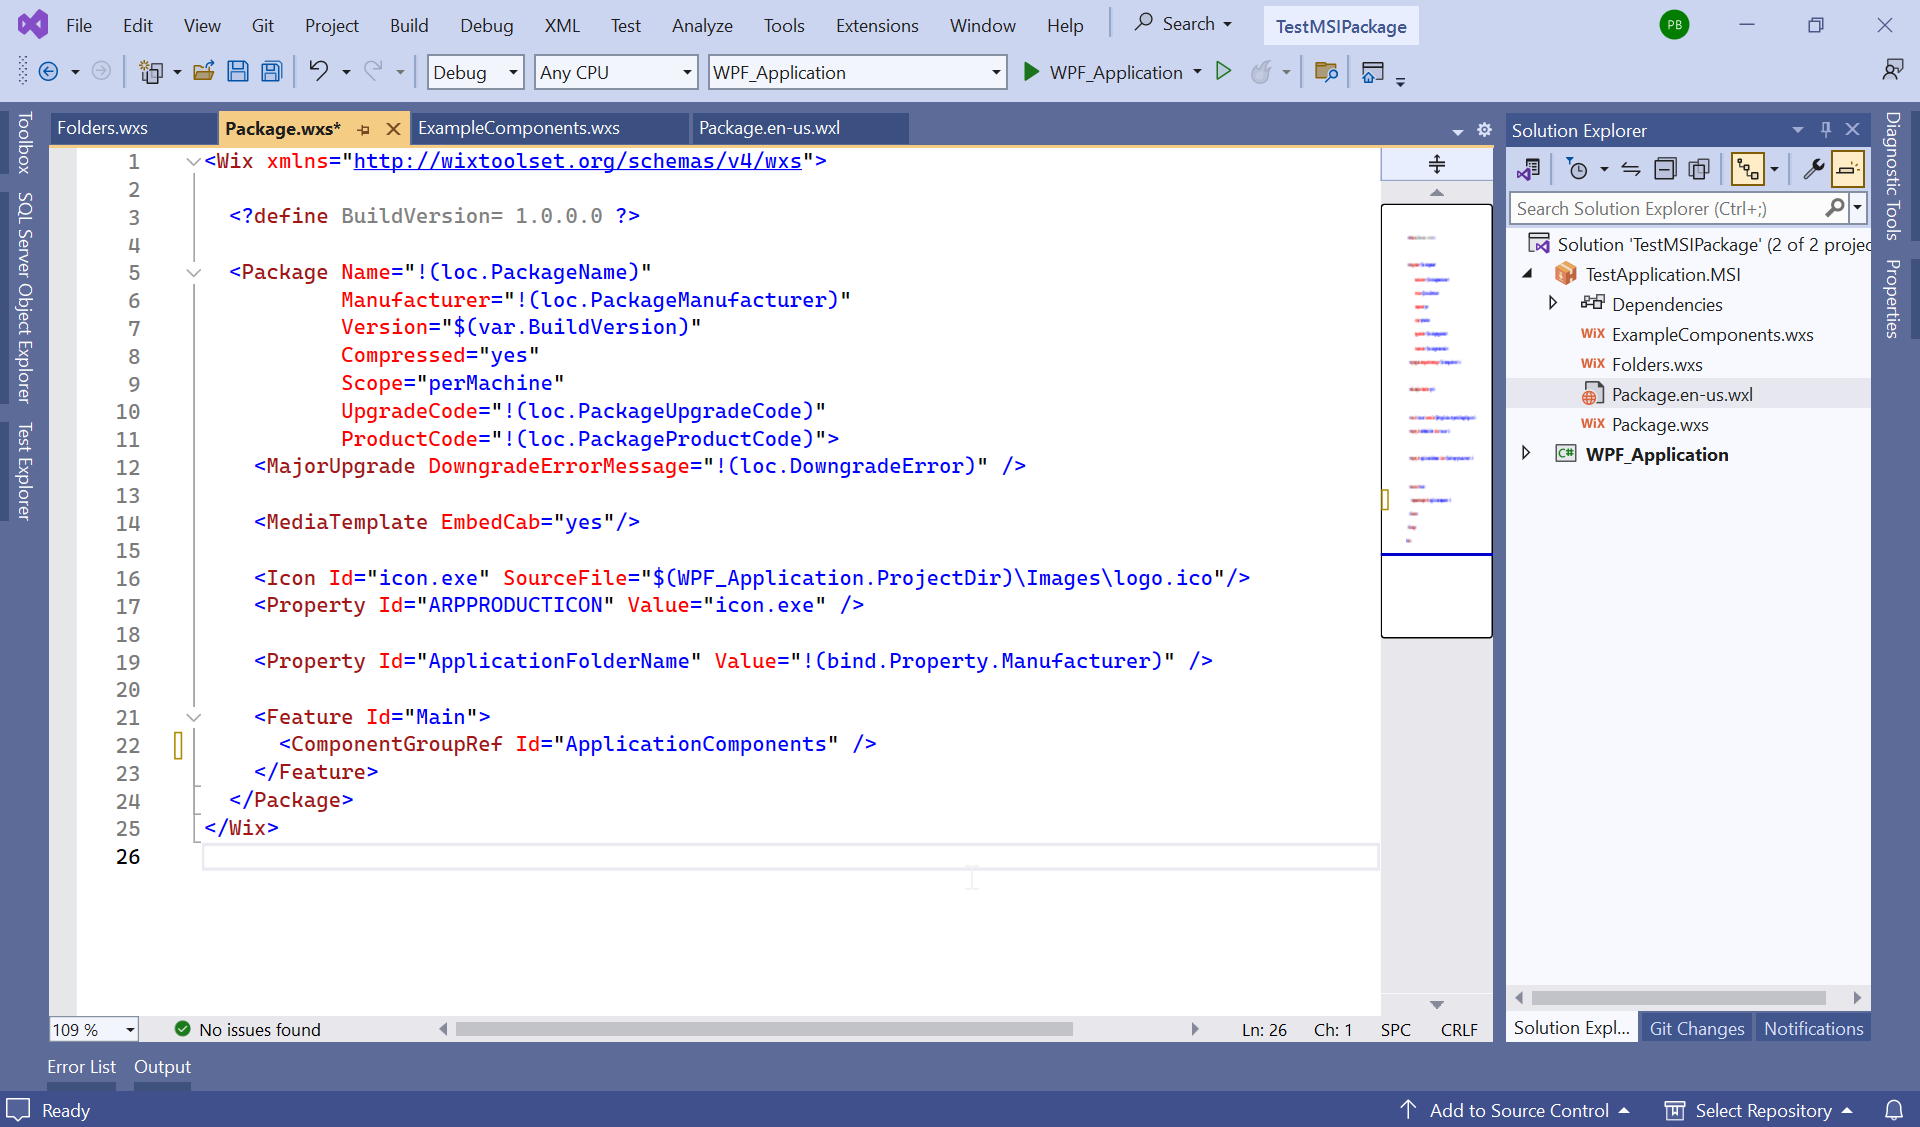 File Edit View Git Project Build Debug XML Test Analyze Tools Extensions Window Help Search TestMSIPackage PB
Debug Any CPU WPF_Application WPF_Application
Toolbox
SQL Server Object Explorer
Test Explorer
Folders.wxs Package.wxs* ExampleComponents.wxs Package.en-us.wxl
1 <Wix xmlns="http://wixtoolset.org/schemas/v4/wxs">
2
3 <?define BuildVersion= 1.0.0.0 ?>
4
5 <Package Name="!(loc.PackageName)"
6 Manufacturer="!(loc.PackageManufacturer)"
7 Version="$(var.BuildVersion)"
8 Compressed="yes"
9 Scope="perMachine"
10 UpgradeCode="!(loc.PackageUpgradeCode)"
11 ProductCode="!(loc.PackageProductCode)">
12 <MajorUpgrade DowngradeErrorMessage="!(loc.DowngradeError)" />
13
14 <MediaTemplate EmbedCab="yes"/>
15
16 <Icon Id="icon.exe" SourceFile="$(WPF_Application.ProjectDir)\Images\logo.ico"/>
17 <Property Id="ARPPRODUCTICON" Value="icon.exe" />
18
19 <Property Id="ApplicationFolderName" Value="!(bind.Property.Manufacturer)" />
20
21 <Feature Id="Main">
22 <ComponentGroupRef Id="ApplicationComponents" />
23 </Feature>
24 </Package>
25 </Wix>
26
109 % No issues found Ln: 26 Ch: 1 SPC CRLF
Solution Explorer
Search Solution Explorer (Ctrl+;)
Solution 'TestMSIPackage' (2 of 2 projec
TestApplication.MSI
Dependencies
WiX ExampleComponents.wxs
WiX Folders.wxs
Package.en-us.wxl
WiX Package.wxs
C# WPF_Application
Solution Expl... Git Changes Notifications
Diagnostic Tools
Properties
Error List Output
Ready Add to Source Control Select Repository